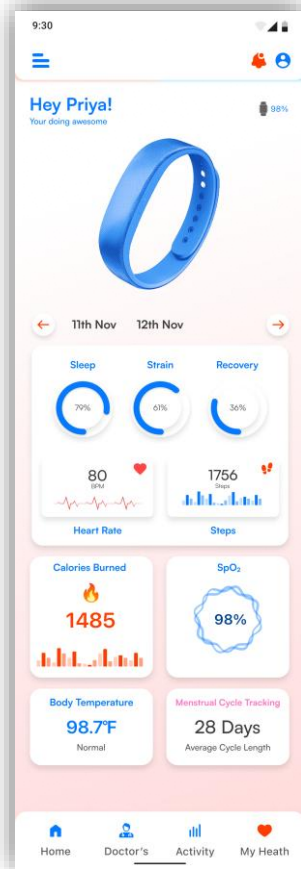 9:30
Hey Priya!
Your doing awesome
98%
11th Nov 12th Nov
Sleep Strain Recovery
79% 61% 36%
80
BPM
1756
Steps
Heart Rate Steps
Calories Burned
1485
SpO₂
98%
Body Temperature
98.7°F
Normal
Menstrual Cycle Tracking
28 Days
Average Cycle Length
Home Doctor's Activity My Heath